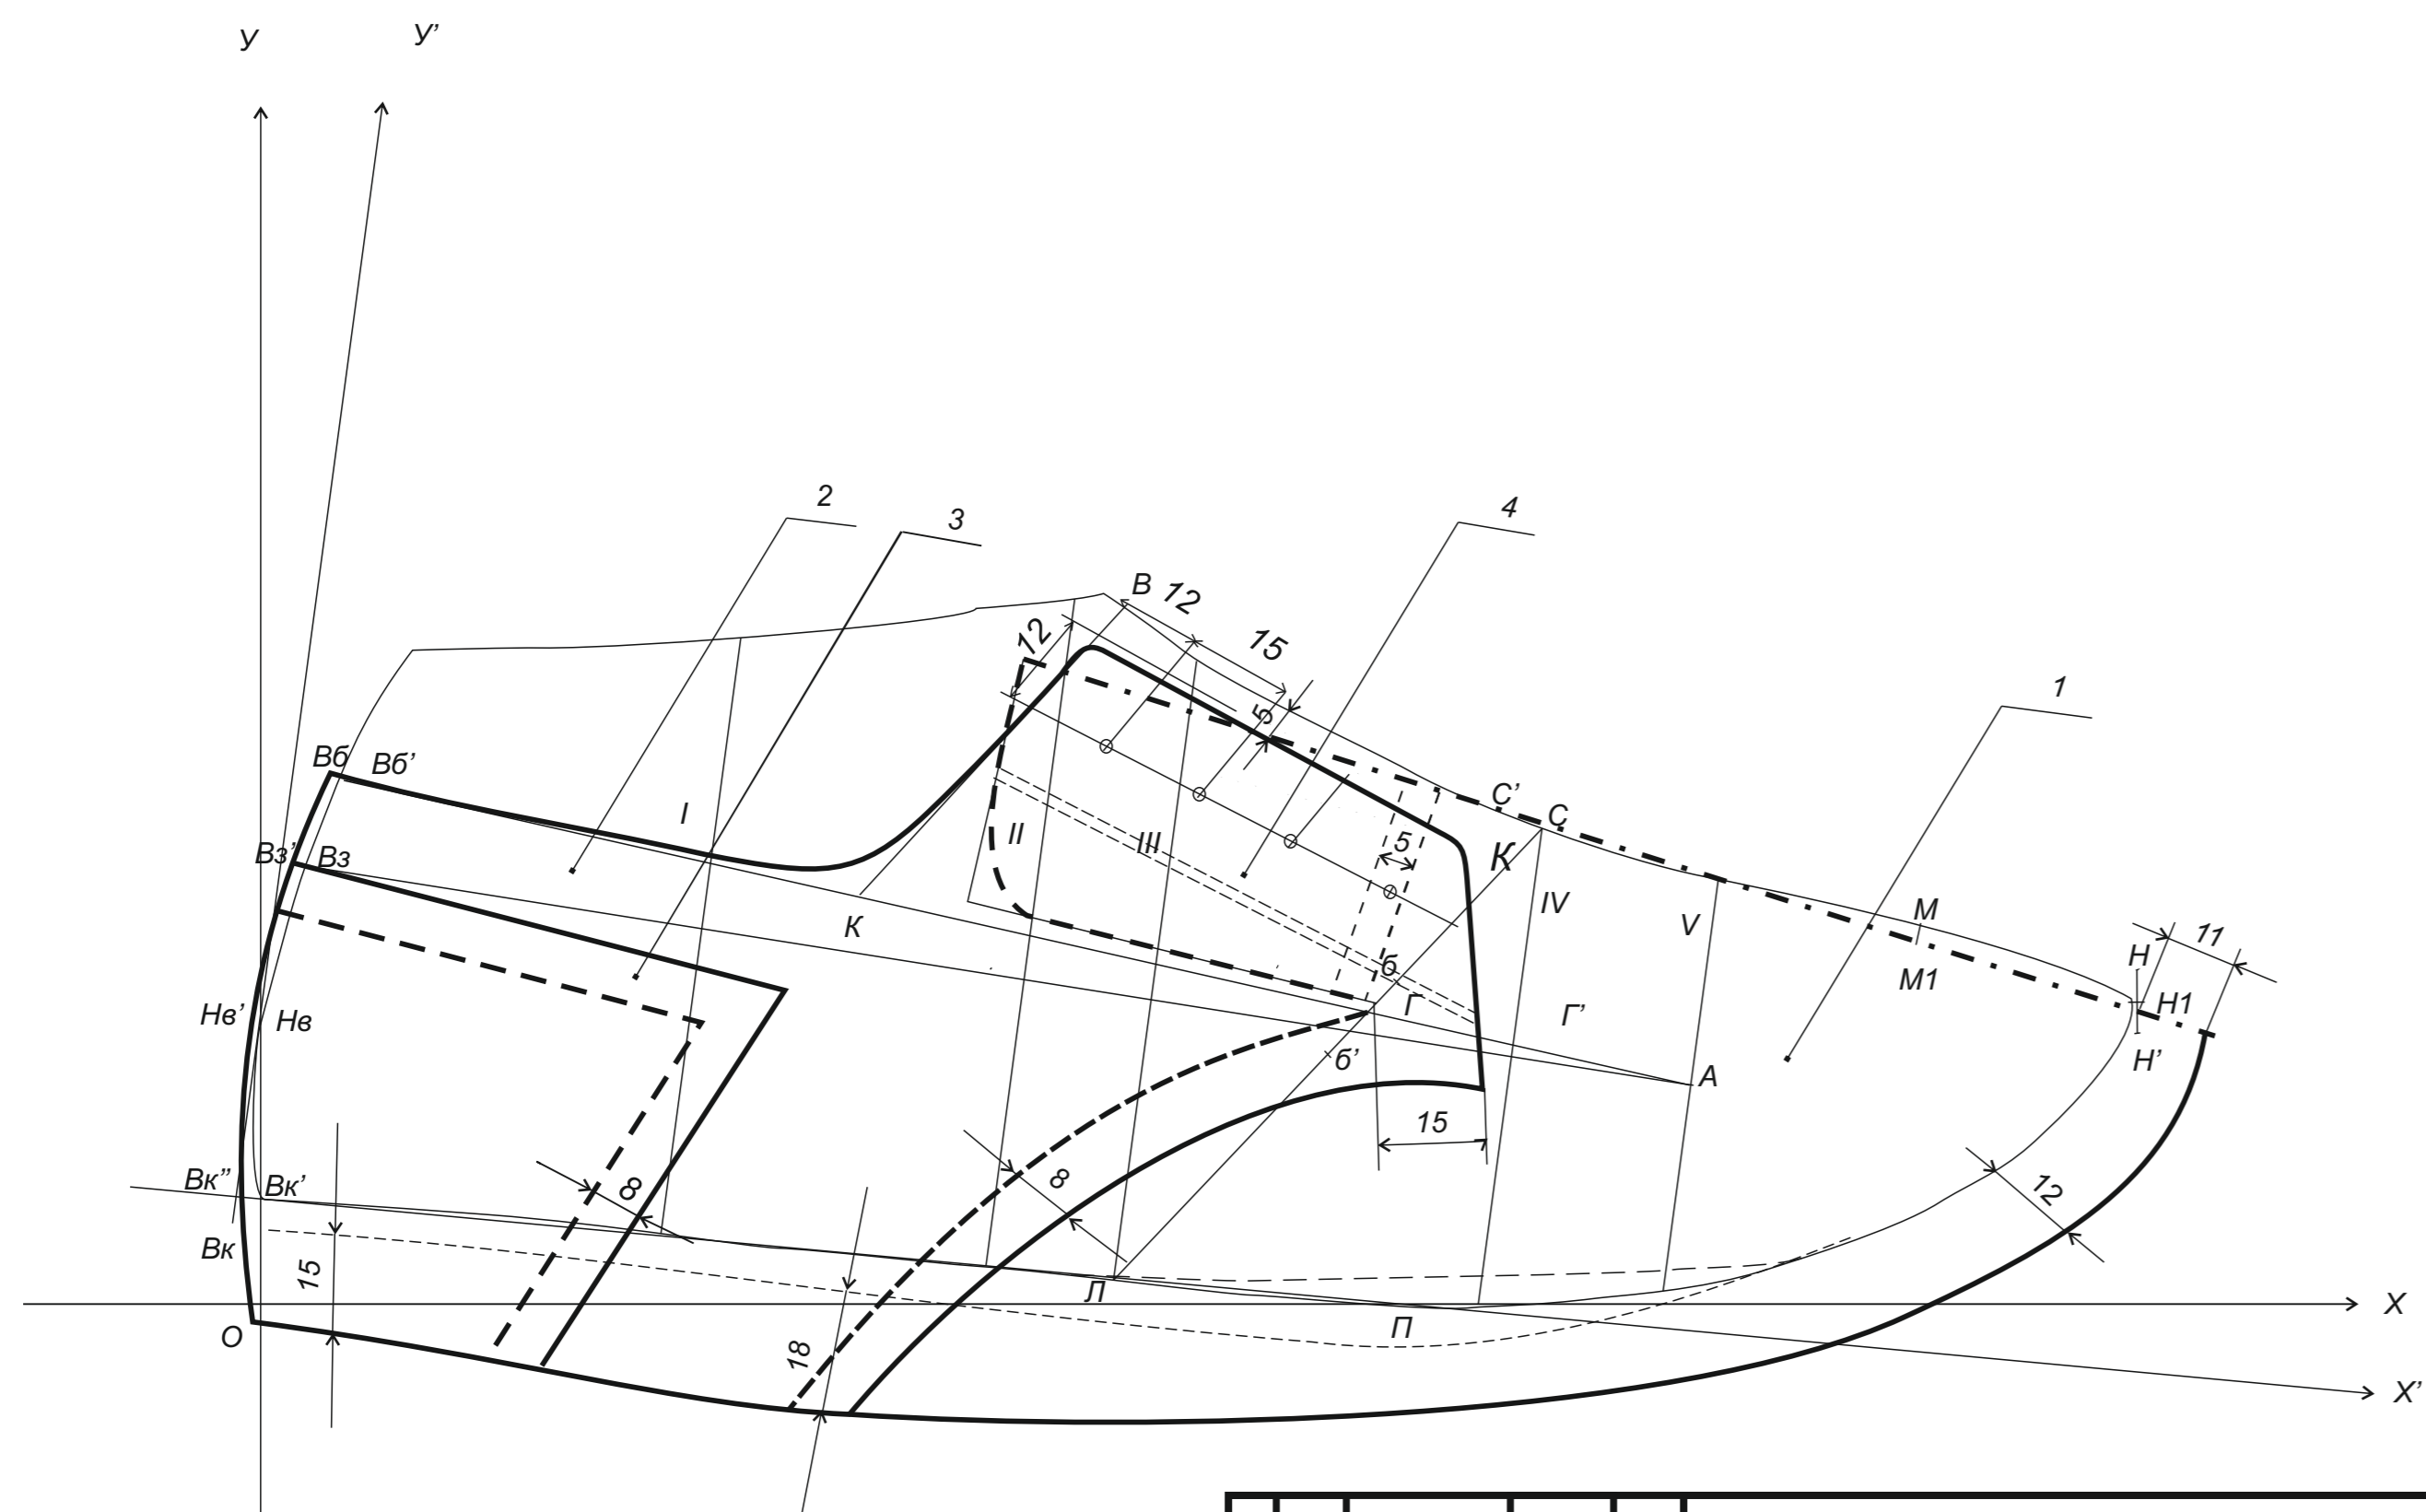 У
У’
2
3
4
В
12
15
12
1
5
Вб
Вб’
С’
С
I
II
III
5
К
Вз’
Вз
IV
V
М
11
К
б
Н
М1
Г
Н1
Нв’
Нв
Г’
б’
Н’
А
15
Вк”
Вк’
8
8
12
Вк
15
Л
Х
О
П
18
Х’